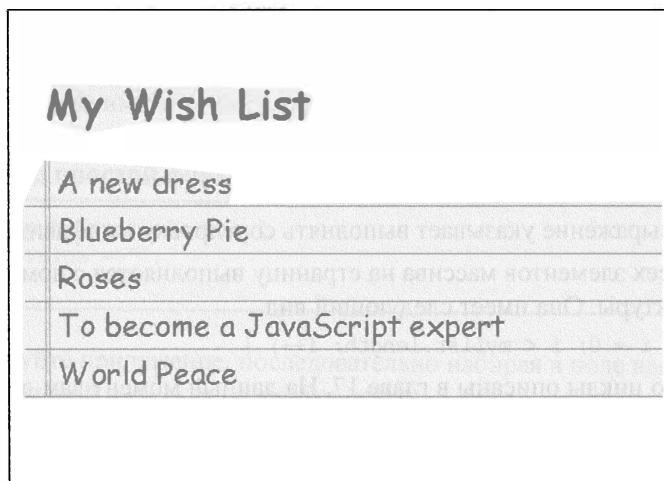 My Wish List
A new dress
Blueberry Pie
Roses
To become a JavaScript expert
World Peace